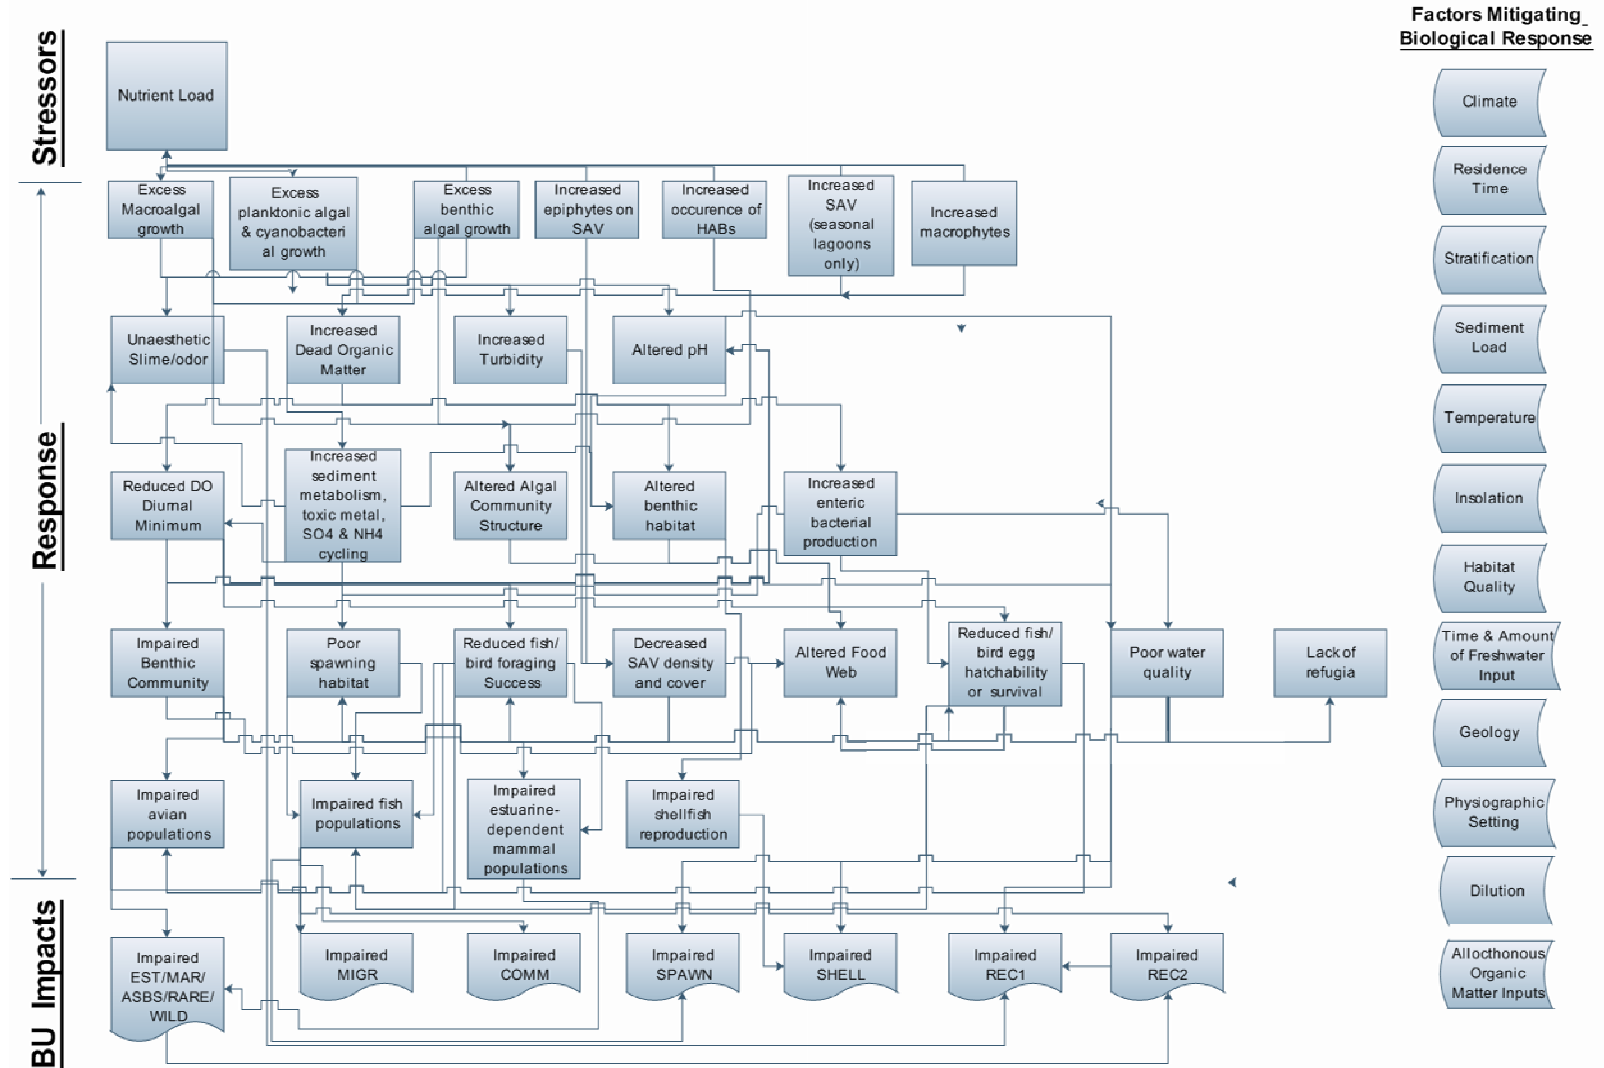 Factors Mitigating
Biological Response
Stressors
Nutrient Load
Climate
Residence
Time
Excess
Macroalgal
growth
Excess
planktonic algal
& cyanobacteri
al growth
Excess
benthic
algal growth
Increased
epiphytes on
SAV
Increased
occurence of
HABs
Increased
SAV
(seasonal
lagoons
only)
Increased
macrophytes
Stratification
Response
Unaesthetic
Slime/odor
Increased
Dead Organic
Matter
Increased
Turbidity
Altered pH
Sediment
Load
Temperature
Reduced DO
Diurnal
Minimum
Increased
sediment
metabolism,
toxic metal,
SO4 & NH4
cycling
Altered Algal
Community
Structure
Altered
benthic
habitat
Increased
enteric
bacterial
production
Insolation
Habitat
Quality
Impaired
Benthic
Community
Poor
spawning
habitat
Reduced fish/
bird foraging
Success
Decreased
SAV density
and cover
Altered Food
Web
Reduced fish/
bird egg
hatchability
or survival
Poor water
quality
Lack of
refugia
Time & Amount
of Freshwater
Input
Geology
Impaired
avian
populations
Impaired fish
populations
Impaired
estuarine-
dependent
mammal
populations
Impaired
shellfish
reproduction
Physiographic
Setting
Dilution
BU Impacts
Impaired
EST/MAR/
ASBS/RARE/
WILD
Impaired
MIGR
Impaired
COMM
Impaired
SPAWN
Impaired
SHELL
Impaired
REC1
Impaired
REC2
Allocthonous
Organic
Matter Inputs